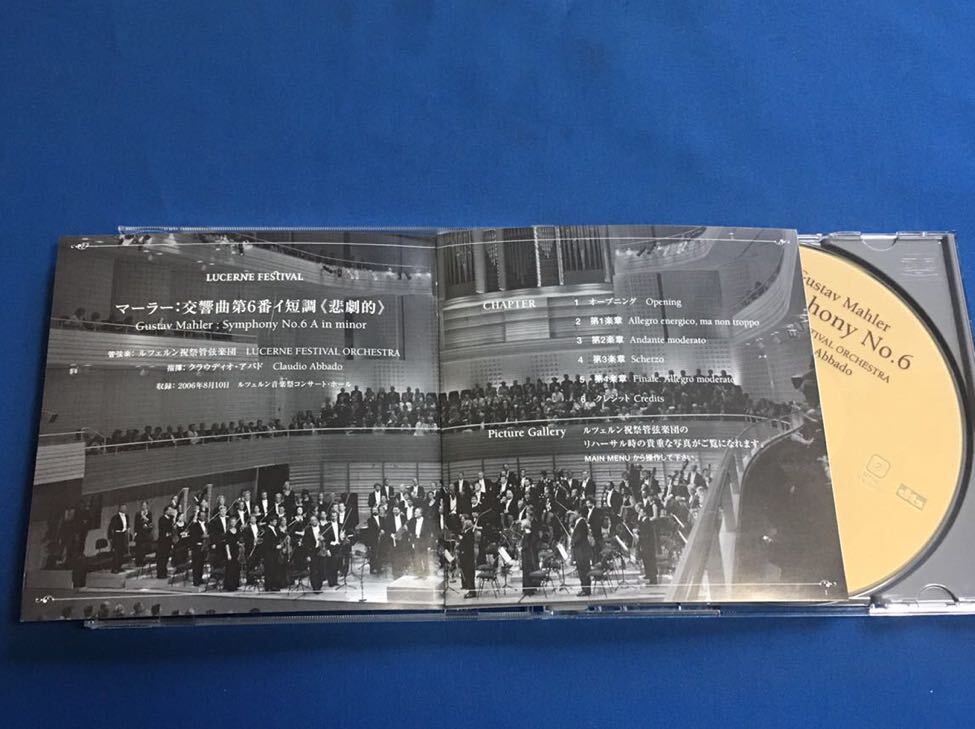 LUCERNE FESTIVAL
マーラー：交響曲第6番イ短調《悲劇的》
Gustav Mahler : Symphony No.6 A in minor
管弦楽：ルツェルン祝祭管弦楽団 LUCERNE FESTIVAL ORCHESTRA
指揮：クラウディオ・アバド Claudio Abbado
収録：2006年8月10日 ルツェルン音楽祭コンサート・ホール
CHAPTER
1 オープニング Opening
2 第1楽章 Allegro energico, ma non troppo
3 第2楽章 Andante moderato
4 第3楽章 Scherzo
5 第4楽章 Finale. Allegro moderato
6 クレジット Credits
Picture Gallery
ルツェルン祝祭管弦楽団の
リハーサル時の貴重な写真がご覧になれます。
MAIN MENU から操作して下さい。
Gustav Mahler
phony No.6
TIVAL ORCHESTRA
Abbado
2
dts